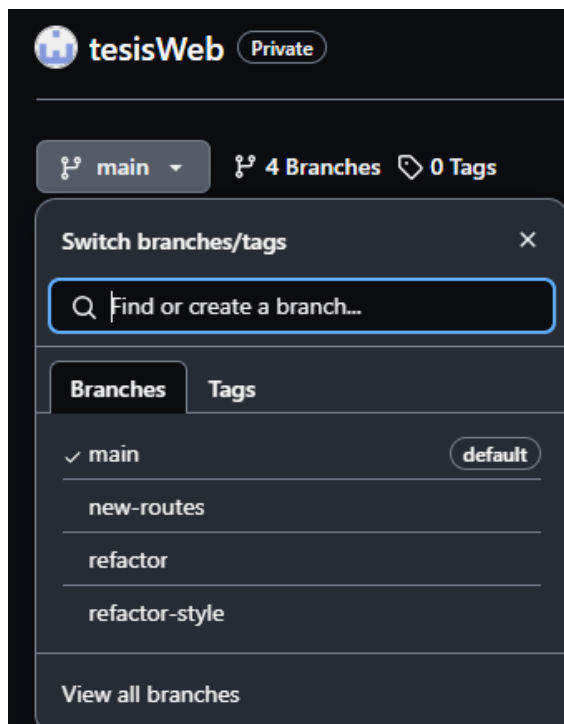 tesisWeb Private
main 4 Branches 0 Tags
Switch branches/tags
Find or create a branch...
Branches Tags
main default
new-routes
refactor
refactor-style
View all branches